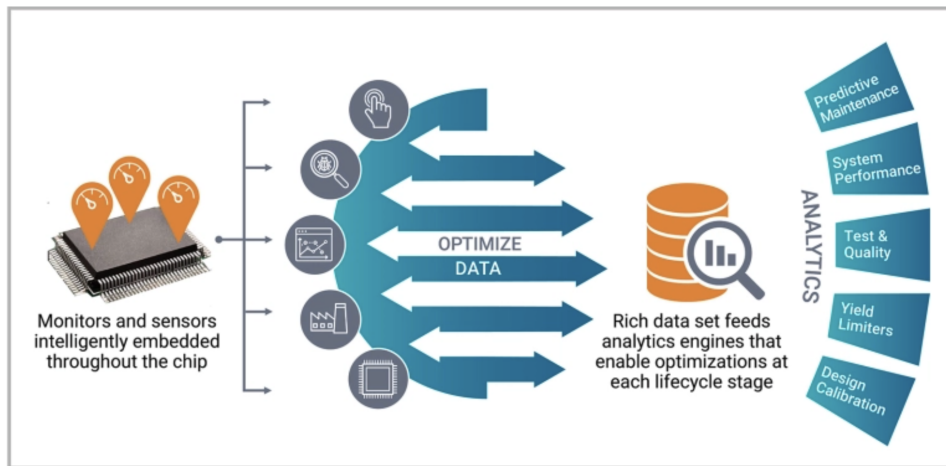 Monitors and sensors
intelligently embedded
throughout the chip
OPTIMIZE
DATA
Rich data set feeds
analytics engines that
enable optimizations at
each lifecycle stage
ANALYTICS
Predictive
Maintenance
System
Performance
Test &
Quality
Yield
Limiters
Design
Calibration